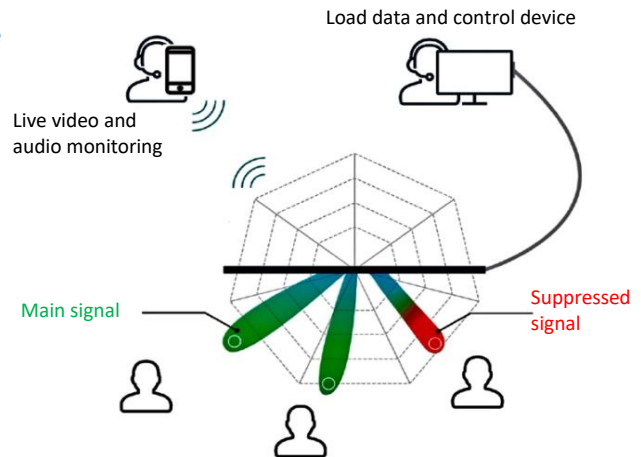 Load data and control device
Live video and
audio monitoring
Main signal
Suppressed
signal